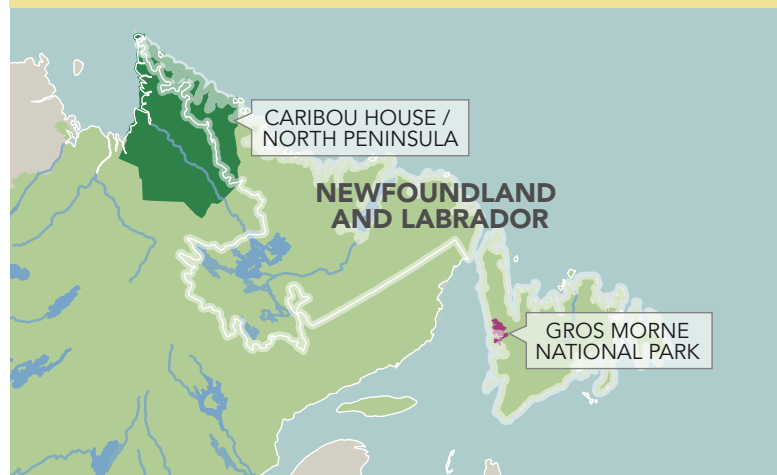 CARIBOU HOUSE /
NORTH PENINSULA
NEWFOUNDLAND
AND LABRADOR
GROS MORNE
NATIONAL PARK